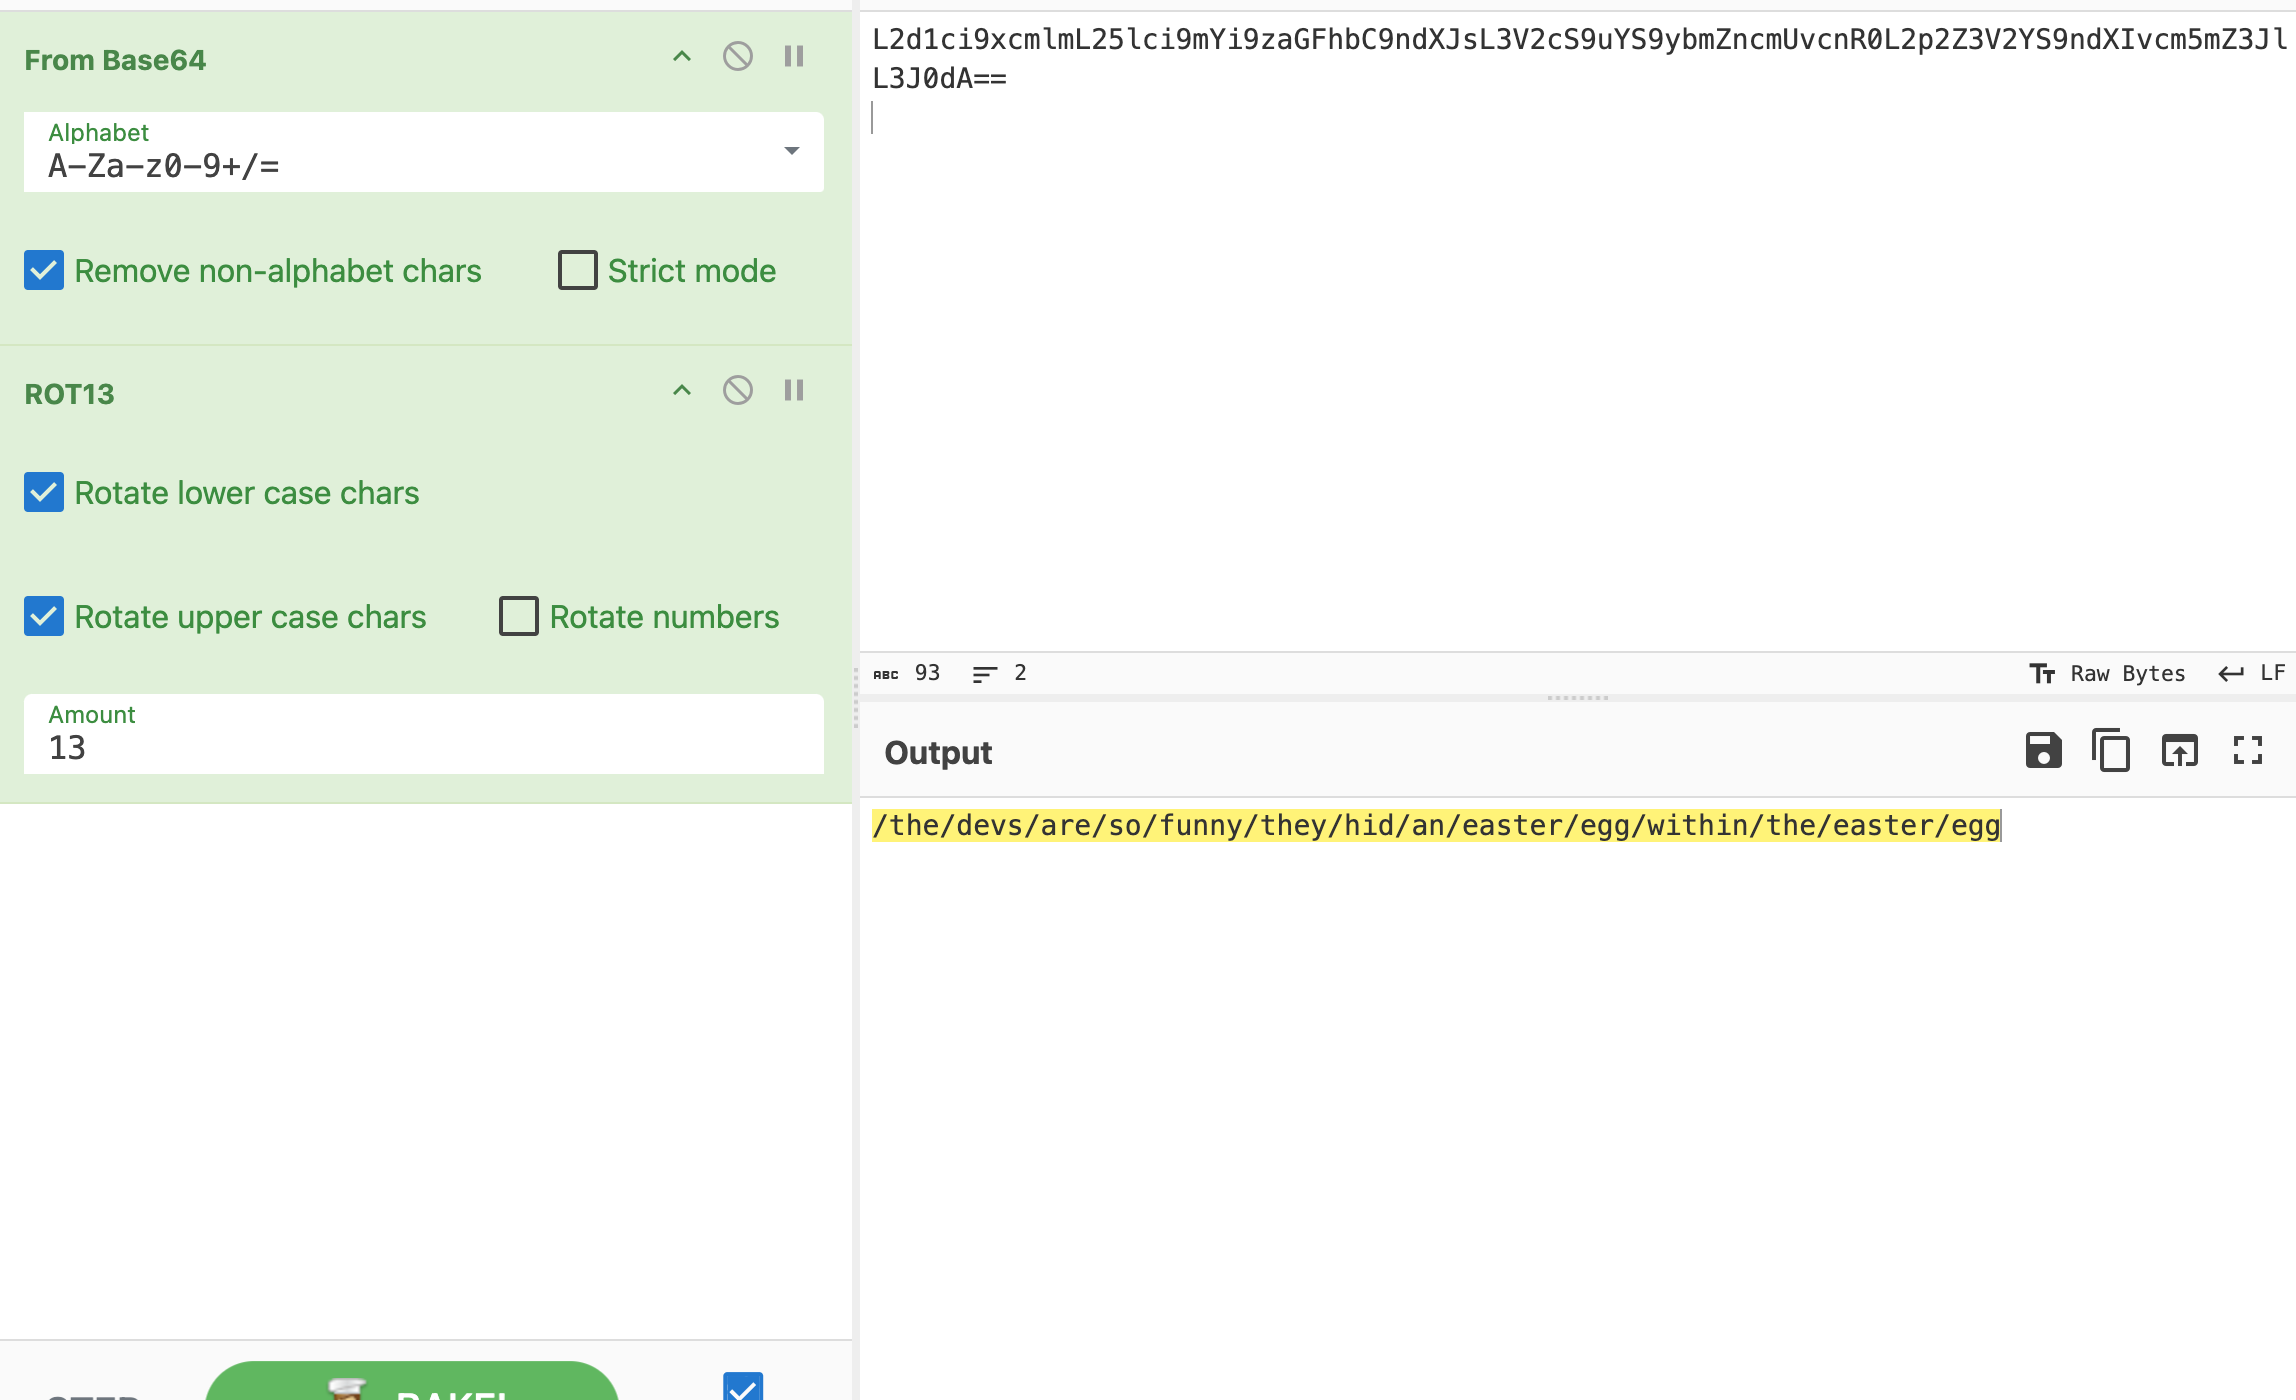 From Base64
Alphabet
A-Za-z0-9+/=
Remove non-alphabet chars
Strict mode
ROT13
Rotate lower case chars
Rotate upper case chars
Rotate numbers
Amount
13
L2d1ci9xcmlmL25lci9mYi9zaGFhbC9ndXJsL3V2cS9uYS9ybmZncmUvcnR0L2p2Z3V2YS9ndXIvcm5mZ3Jl
L3J0dA==
ABC 93 2
Raw Bytes LF
Output
/the/devs/are/so/funny/they/hid/an/easter/egg/within/the/easter/egg
STEP
BAKE!